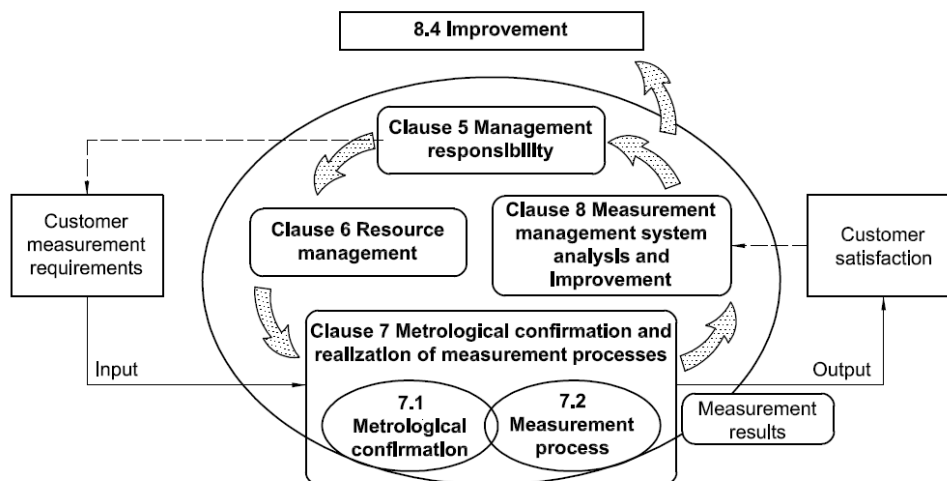 8.4 Improvement
Clause 5 Management
responsibility
Customer
measurement
requirements
Clause 6 Resource
management
Clause 8 Measurement
management system
analysis and
Improvement
Customer
satisfaction
Clause 7 Metrological confirmation and
realization of measurement processes
Input
Output
7.1
Metrological
confirmation
7.2
Measurement
process
Measurement
results